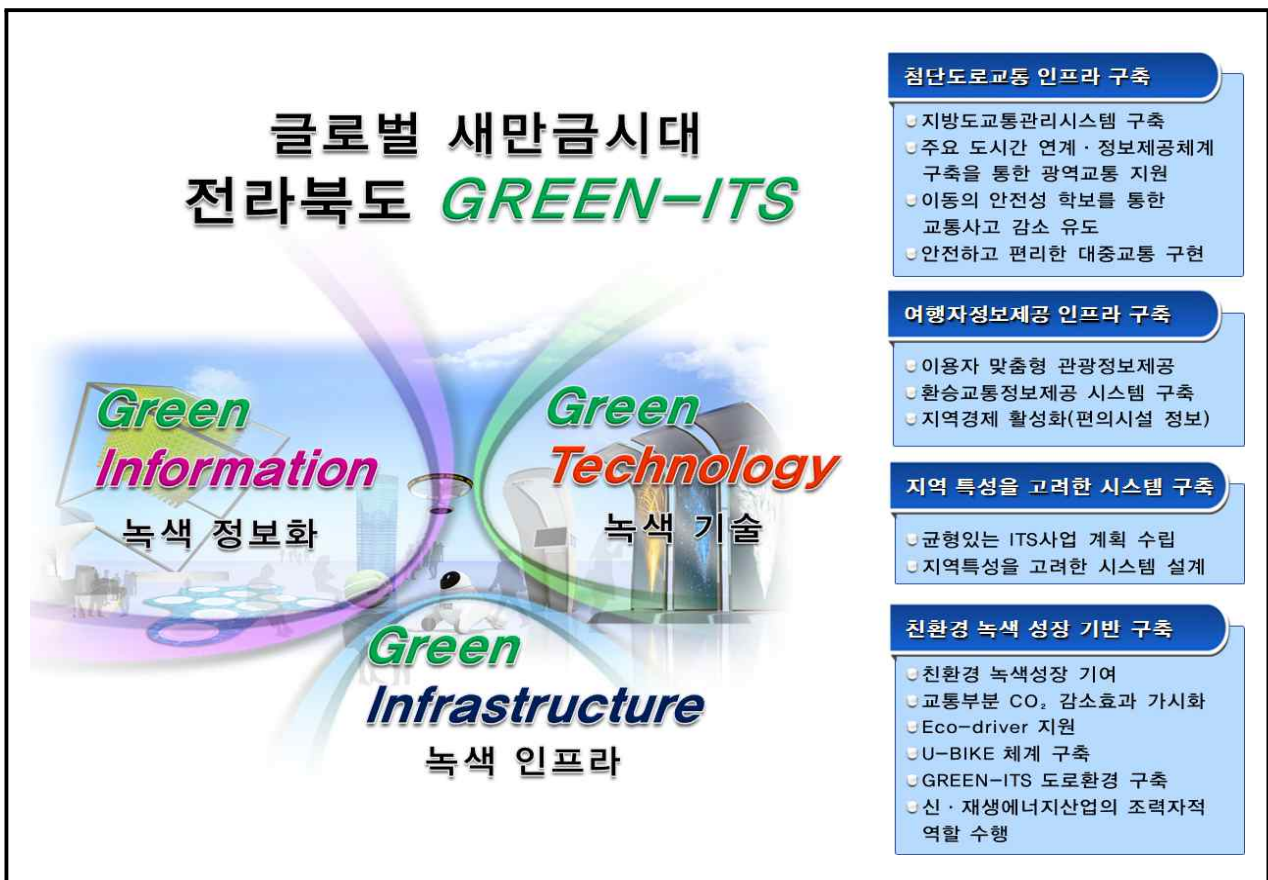 글로벌 새만금시대
전라북도 GREEN-ITS
Green
Information
녹색 정보화
Green
Technology
녹색 기술
Green
Infrastructure
녹색 인프라
첨단도로교통 인프라 구축
지방도교통관리시스템 구축
주요 도시간 연계 · 정보제공체계
구축을 통한 광역교통 지원
이동의 안전성 학보를 통한
교통사고 감소 유도
안전하고 편리한 대중교통 구현
여행자정보제공 인프라 구축
이용자 맞춤형 관광정보제공
환승교통정보제공 시스템 구축
지역경제 활성화(편의시설 정보)
지역 특성을 고려한 시스템 구축
균형있는 ITS사업 계획 수립
지역특성을 고려한 시스템 설계
친환경 녹색 성장 기반 구축
친환경 녹색성장 기여
교통부분 CO₂ 감소효과 가시화
Eco-driver 지원
U-BIKE 체계 구축
GREEN-ITS 도로환경 구축
신 · 재생에너지산업의 조력자적
역할 수행